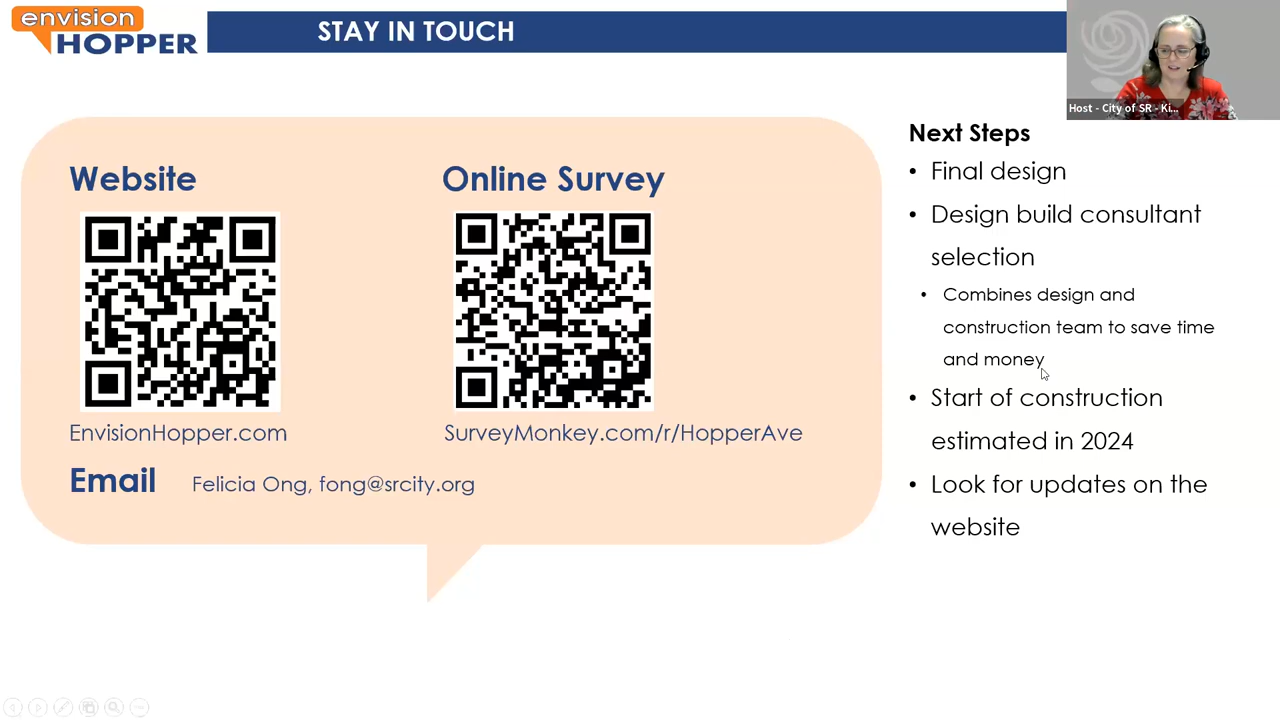 envision
HOPPER
STAY IN TOUCH
Host - City of SR - Ki...
Website
Online Survey
EnvisionHopper.com
SurveyMonkey.com/r/HopperAve
Email Felicia Ong, fong@srcity.org
Next Steps
• Final design
• Design build consultant
selection
• Combines design and
construction team to save time
and money
• Start of construction
estimated in 2024
• Look for updates on the
website